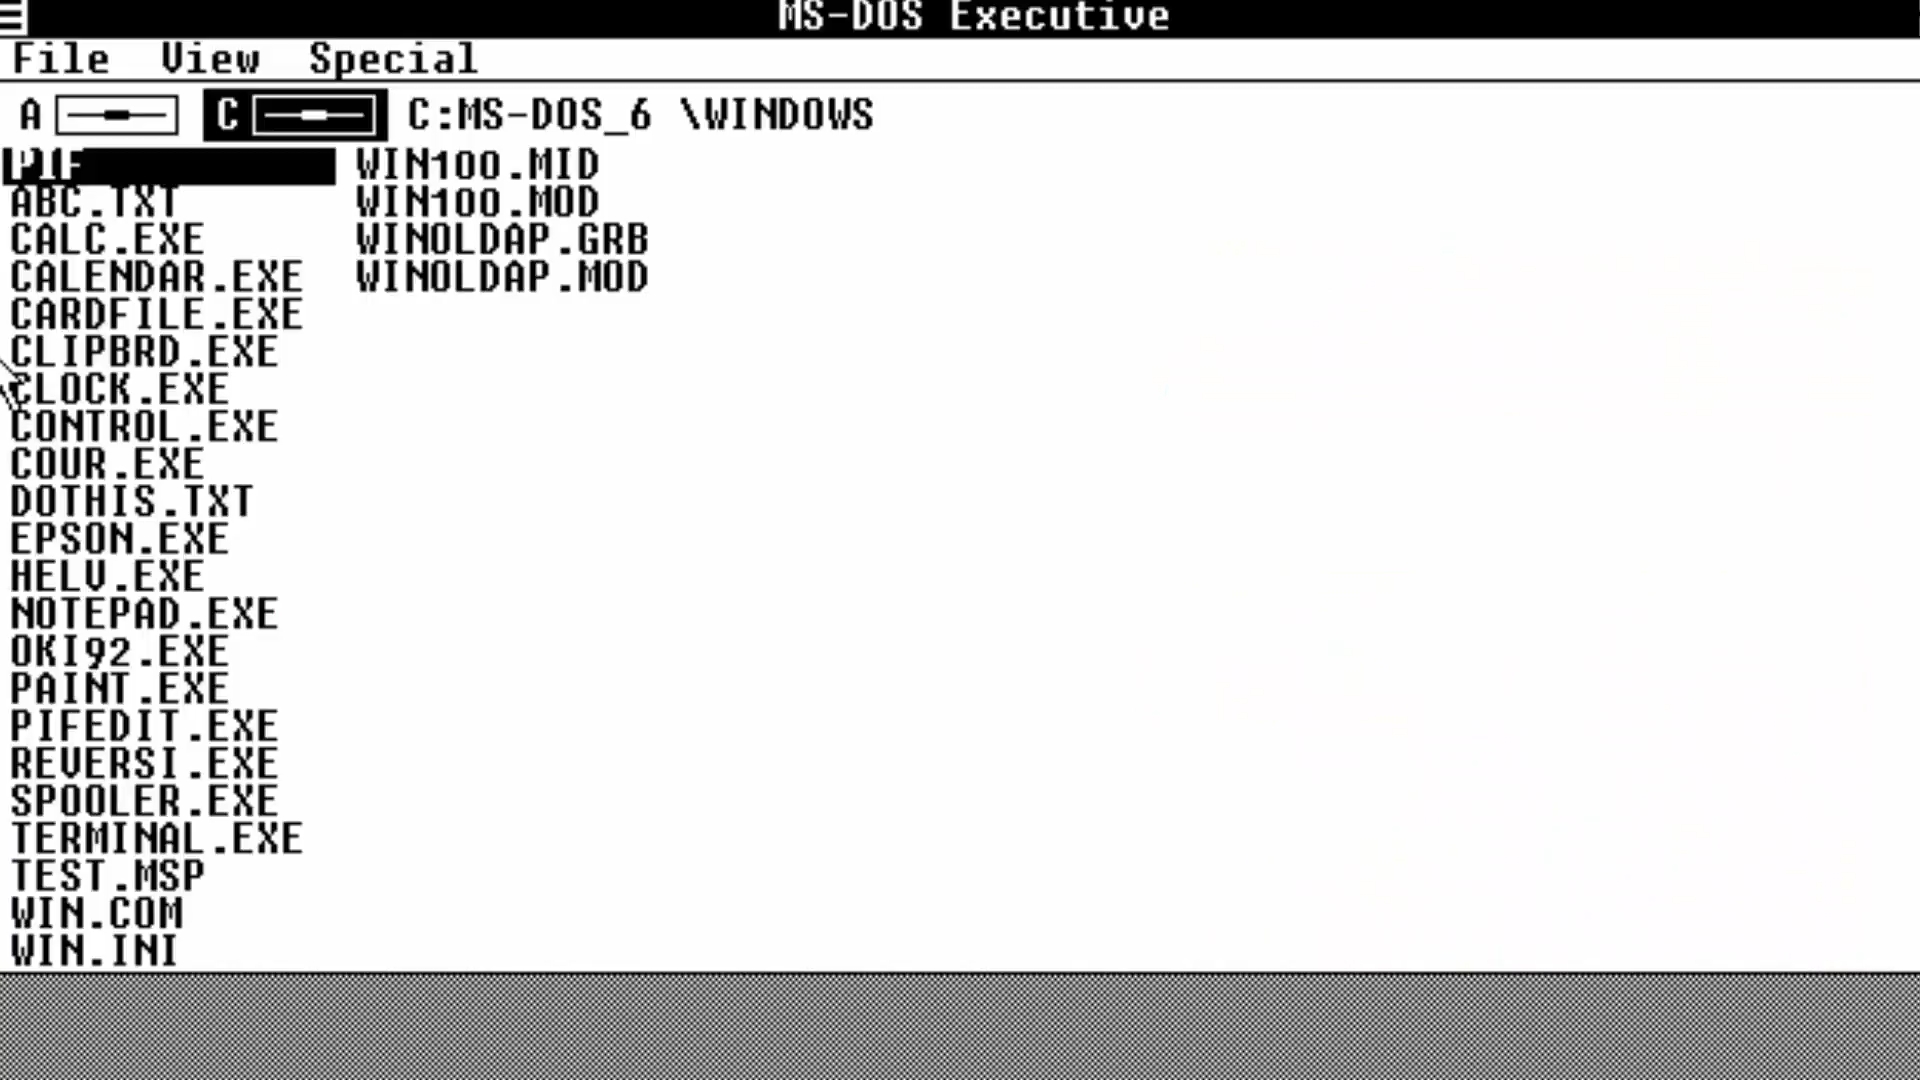 MS-DOS Executive
File View Special
A C C:MS-DOS_6 \WINDOWS
PIF
ABC.TXT
CALC.EXE
CALENDAR.EXE
CARDFILE.EXE
CLIPBRD.EXE
CLOCK.EXE
CONTROL.EXE
COUR.EXE
DOTHIS.TXT
EPSON.EXE
HELV.EXE
NOTEPAD.EXE
OKI92.EXE
PAINT.EXE
PIFEDIT.EXE
REVERSI.EXE
SPOOLER.EXE
TERMINAL.EXE
TEST.MSP
WIN.COM
WIN.INI
WIN100.MID
WIN100.MOD
WINOLDAP.GRB
WINOLDAP.MOD